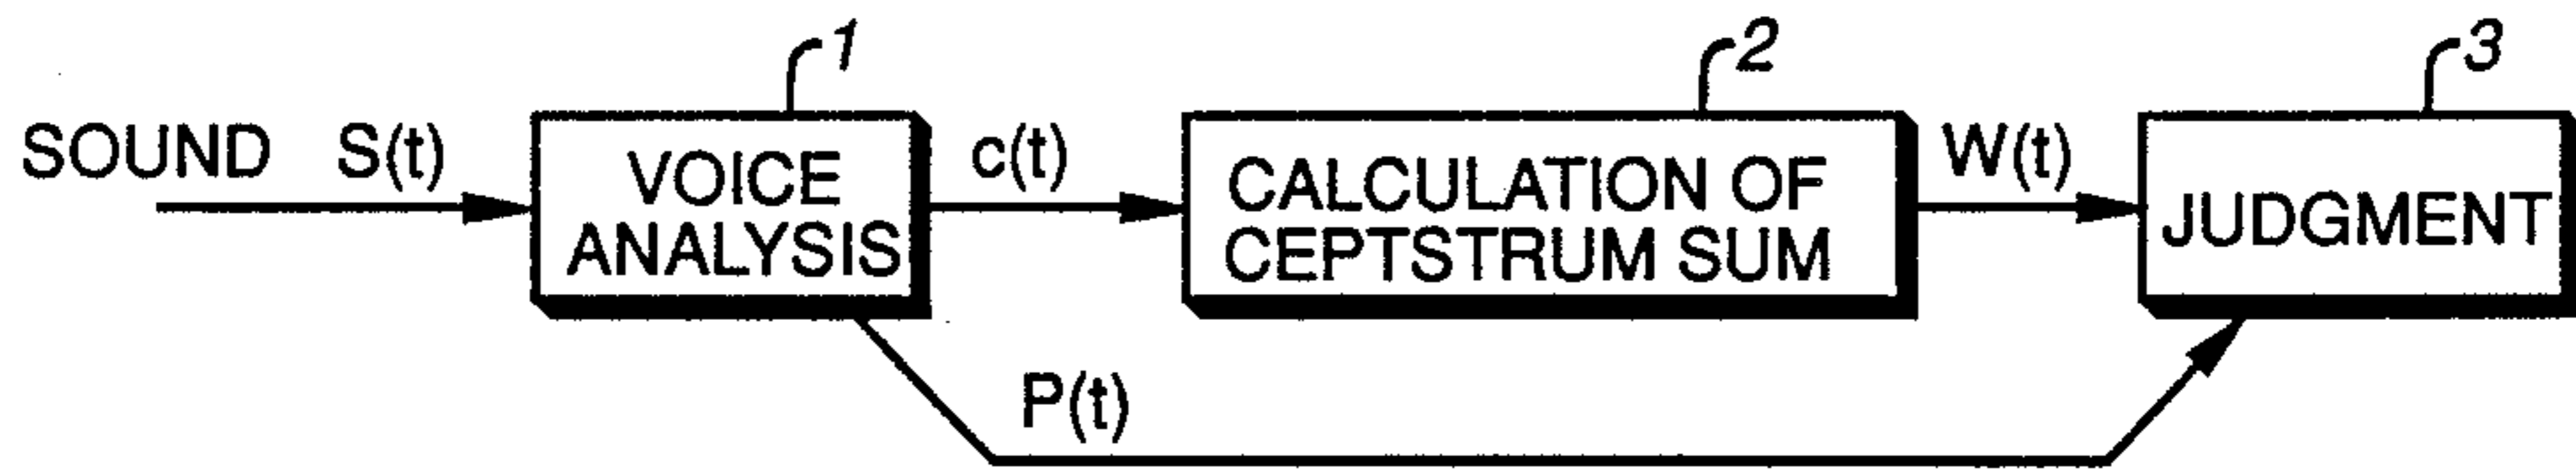 1
2
3
SOUND S(t)
VOICE
ANALYSIS
c(t)
CALCULATION OF
CEPTSTRUM SUM
W(t)
JUDGMENT
P(t)